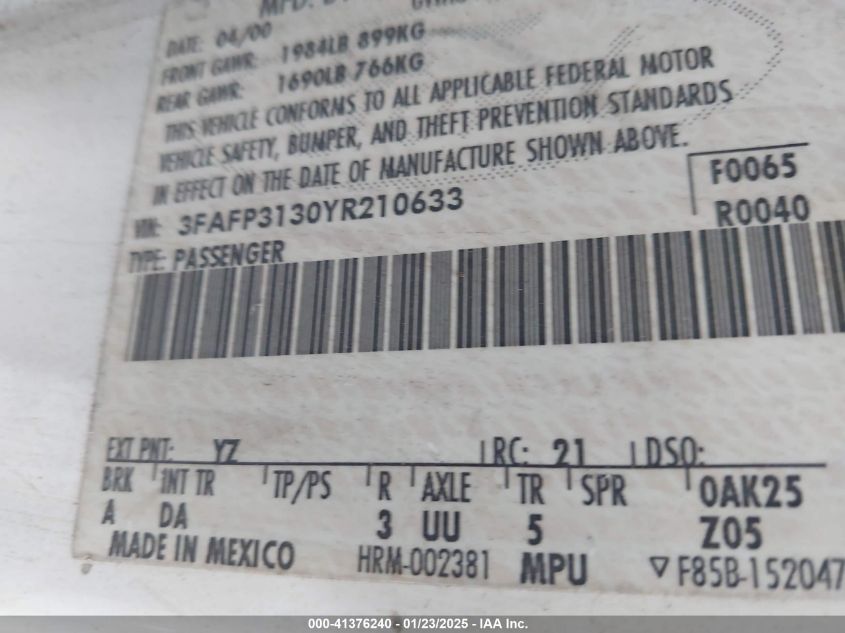 DATE: 04/00
FRONT GAWR: 1984LB 899KG
REAR GAWR: 1690LB 766KG
THIS VEHICLE CONFORMS TO ALL APPLICABLE FEDERAL MOTOR
VEHICLE SAFETY, BUMPER, AND THEFT PREVENTION STANDARDS
IN EFFECT ON THE DATE OF MANUFACTURE SHOWN ABOVE.
VIN: 3FAFP3130YR210633
F0065
R0040
TYPE: PASSENGER
EXT PNT: YZ RC: 21 DSO:
BRK INT TR TP/PS R AXLE TR SPR 0AK25
A DA 3 UU 5 Z05
MADE IN MEXICO HRM-002381 MPU F85B-152047
000-41376240 - 01/23/2025 - IAA Inc.